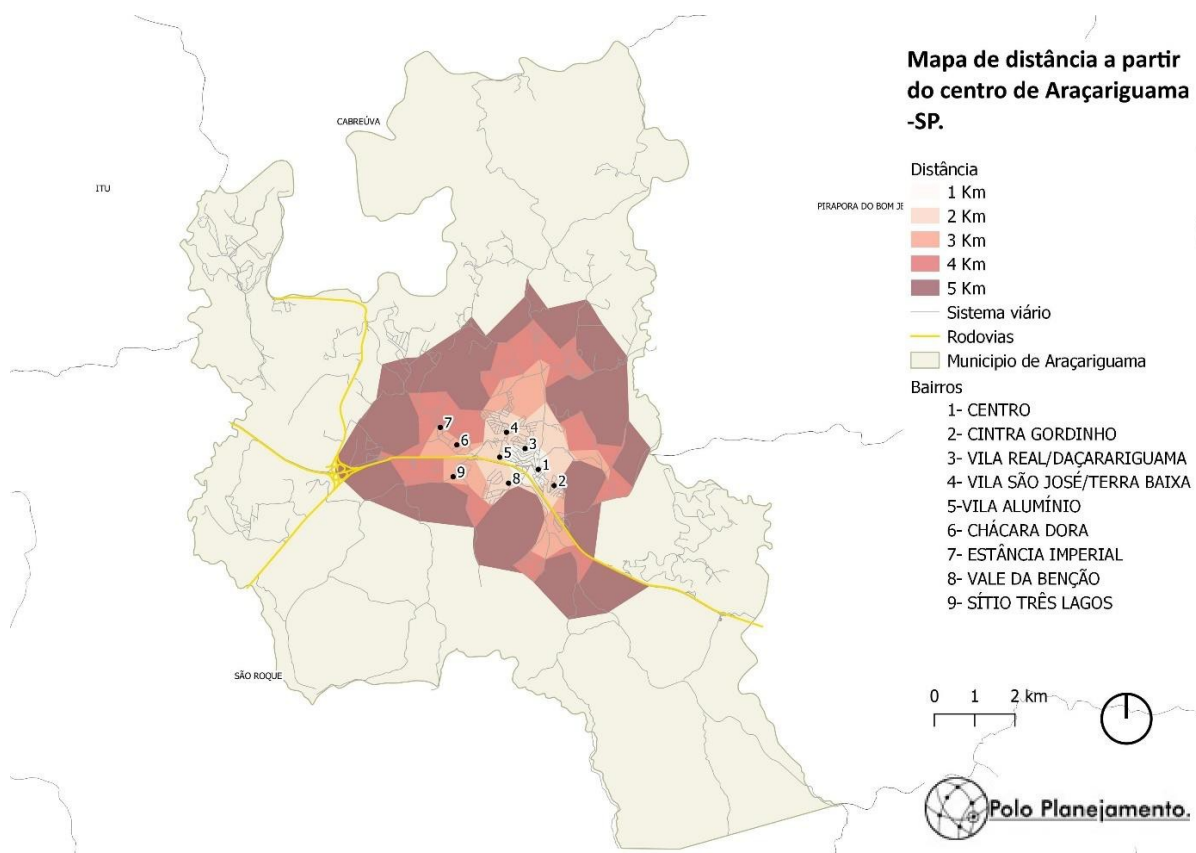 Mapa de distância a partir
do centro de Araçariguama
-SP.
CABREÚVA
ITU
PIRAPORA DO BOM JE
SÃO ROQUE
Distância
1 Km
2 Km
3 Km
4 Km
5 Km
Sistema viário
Rodovias
Municipio de Araçariguama
Bairros
1- CENTRO
2- CINTRA GORDINHO
3- VILA REAL/DAÇARARIGUAMA
4- VILA SÃO JOSÉ/TERRA BAIXA
5-VILA ALUMÍNIO
6- CHÁCARA DORA
7- ESTÂNCIA IMPERIAL
8- VALE DA BENÇÃO
9- SÍTIO TRÊS LAGOS
7
4
6
3
5
1
9
8
2
0 1 2 km
Polo Planejamento.